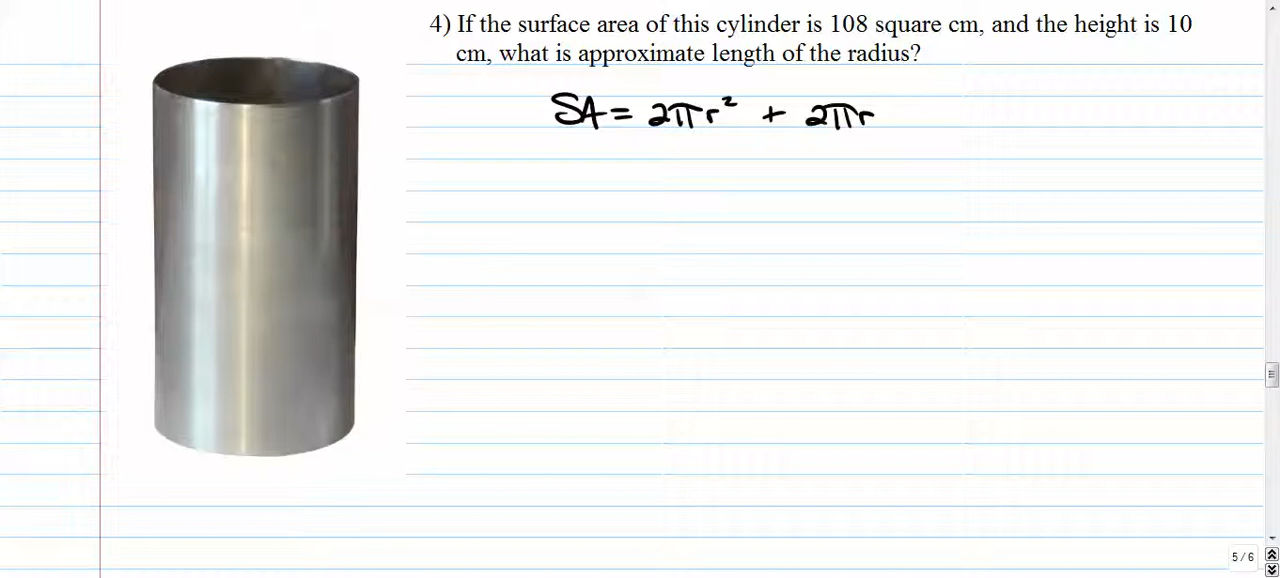 4) If the surface area of this cylinder is 108 square cm, and the height is 10
cm, what is approximate length of the radius?
SA = 2πr² + 2πr
5 / 6